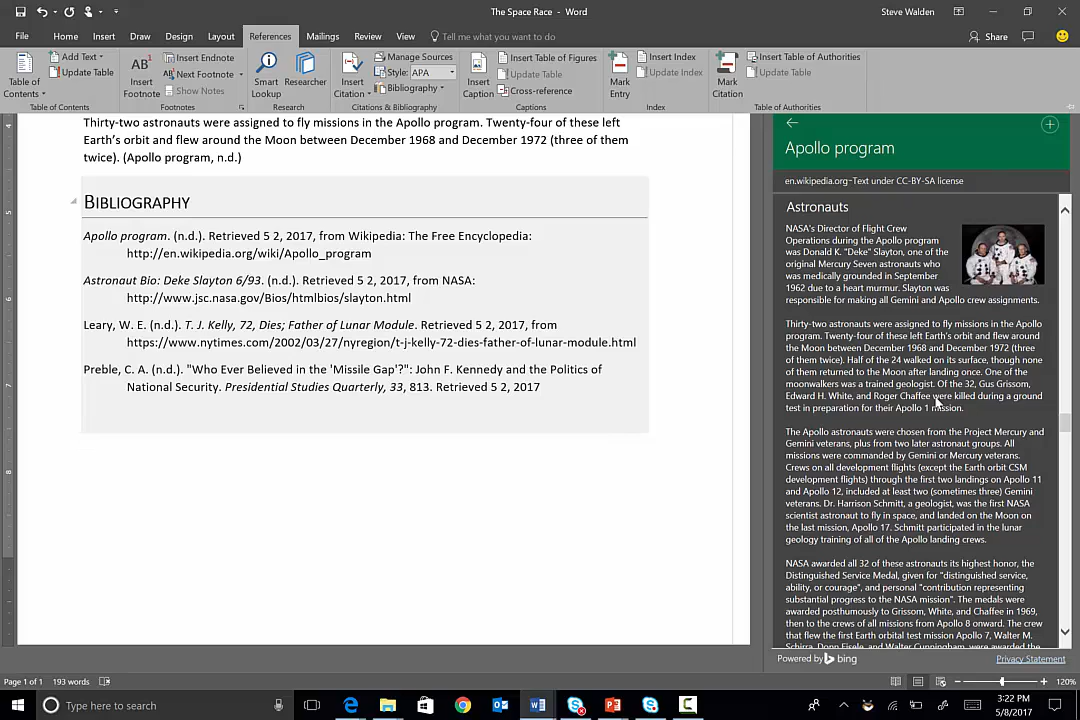 The Space Race - Word
Steve Walden
File
Home
Insert
Draw
Design
Layout
References
Mailings
Review
View
Tell me what you want to do
Share
Table of
Contents
Add Text
Update Table
Table of Contents
AB1
Insert
Footnote
Insert Endnote
Next Footnote
Show Notes
Footnotes
Smart
Lookup
Researcher
Research
Insert
Citation
Manage Sources
Style: APA
Bibliography
Citations & Bibliography
Insert
Caption
Insert Table of Figures
Update Table
Cross-reference
Captions
Mark
Entry
Insert Index
Update Index
Index
Mark
Citation
Insert Table of Authorities
Update Table
Table of Authorities
Thirty-two astronauts were assigned to fly missions in the Apollo program. Twenty-four of these left
Earth's orbit and flew around the Moon between December 1968 and December 1972 (three of them
twice). (Apollo program, n.d.)
BIBLIOGRAPHY
Apollo program. (n.d.). Retrieved 5 2, 2017, from Wikipedia: The Free Encyclopedia:
http://en.wikipedia.org/wiki/Apollo_program
Astronaut Bio: Deke Slayton 6/93. (n.d.). Retrieved 5 2, 2017, from NASA:
http://www.jsc.nasa.gov/Bios/htmlbios/slayton.html
Leary, W. E. (n.d.). T. J. Kelly, 72, Dies; Father of Lunar Module. Retrieved 5 2, 2017, from
https://www.nytimes.com/2002/03/27/nyregion/t-j-kelly-72-dies-father-of-lunar-module.html
Preble, C. A. (n.d.). "Who Ever Believed in the 'Missile Gap'?": John F. Kennedy and the Politics of
National Security. Presidential Studies Quarterly, 33, 813. Retrieved 5 2, 2017
4
5
6
7
8
Apollo program
en.wikipedia.org-Text under CC-BY-SA license
Astronauts
NASA's Director of Flight Crew
Operations during the Apollo program
was Donald K. "Deke" Slayton, one of the
original Mercury Seven astronauts who
was medically grounded in September
1962 due to a heart murmur. Slayton was
responsible for making all Gemini and Apollo crew assignments.
Thirty-two astronauts were assigned to fly missions in the Apollo
program. Twenty-four of these left Earth's orbit and flew around
the Moon between December 1968 and December 1972 (three
of them twice). Half of the 24 walked on its surface, though none
of them returned to the Moon after landing once. One of the
moonwalkers was a trained geologist. Of the 32, Gus Grissom,
Edward H. White, and Roger Chaffee were killed during a ground
test in preparation for their Apollo 1 mission.
The Apollo astronauts were chosen from the Project Mercury and
Gemini veterans, plus from two later astronaut groups. All
missions were commanded by Gemini or Mercury veterans.
Crews on all development flights (except the Earth orbit CSM
development flights) through the first two landings on Apollo 11
and Apollo 12, included at least two (sometimes three) Gemini
veterans. Dr. Harrison Schmitt, a geologist, was the first NASA
scientist astronaut to fly in space, and landed on the Moon on
the last mission, Apollo 17. Schmitt participated in the lunar
geology training of all of the Apollo landing crews.
NASA awarded all 32 of these astronauts its highest honor, the
Distinguished Service Medal, given for "distinguished service,
ability, or courage", and personal "contribution representing
substantial progress to the NASA mission". The medals were
awarded posthumously to Grissom, White, and Chaffee in 1969,
then to the crews of all missions from Apollo 8 onward. The crew
that flew the first Earth orbital test mission Apollo 7, Walter M.
Schirra, Donn Eisele, and Walter Cunningham, were awarded the
Powered by bing
Privacy Statement
Page 1 of 1
193 words
120%
Type here to search
3:22 PM
5/8/2017